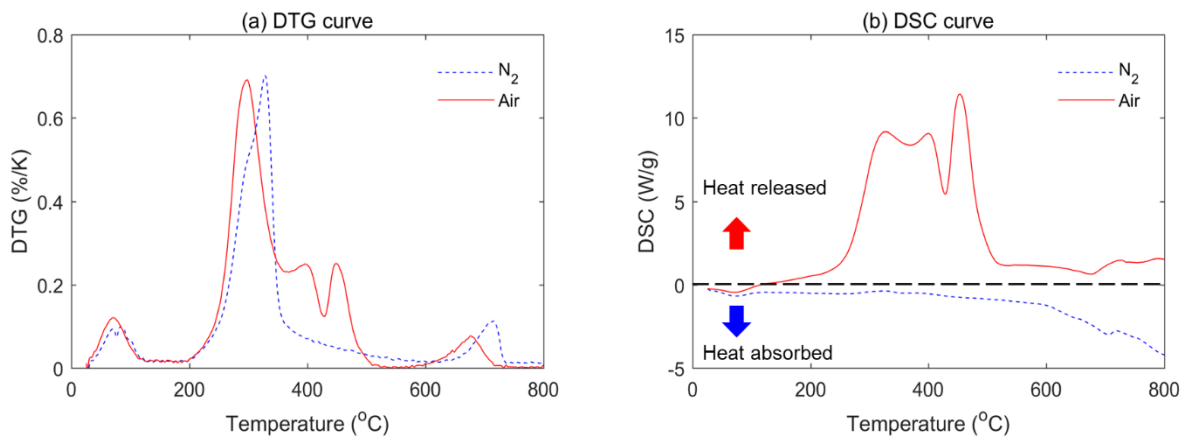 (a) DTG curve
0.8
0.6
0.4
0.2
0
DTG (%/K)
N₂
Air
0 200 400 600 800
Temperature (°C)
(b) DSC curve
15
10
5
0
-5
DSC (W/g)
N₂
Air
Heat released
Heat absorbed
0 200 400 600 800
Temperature (°C)